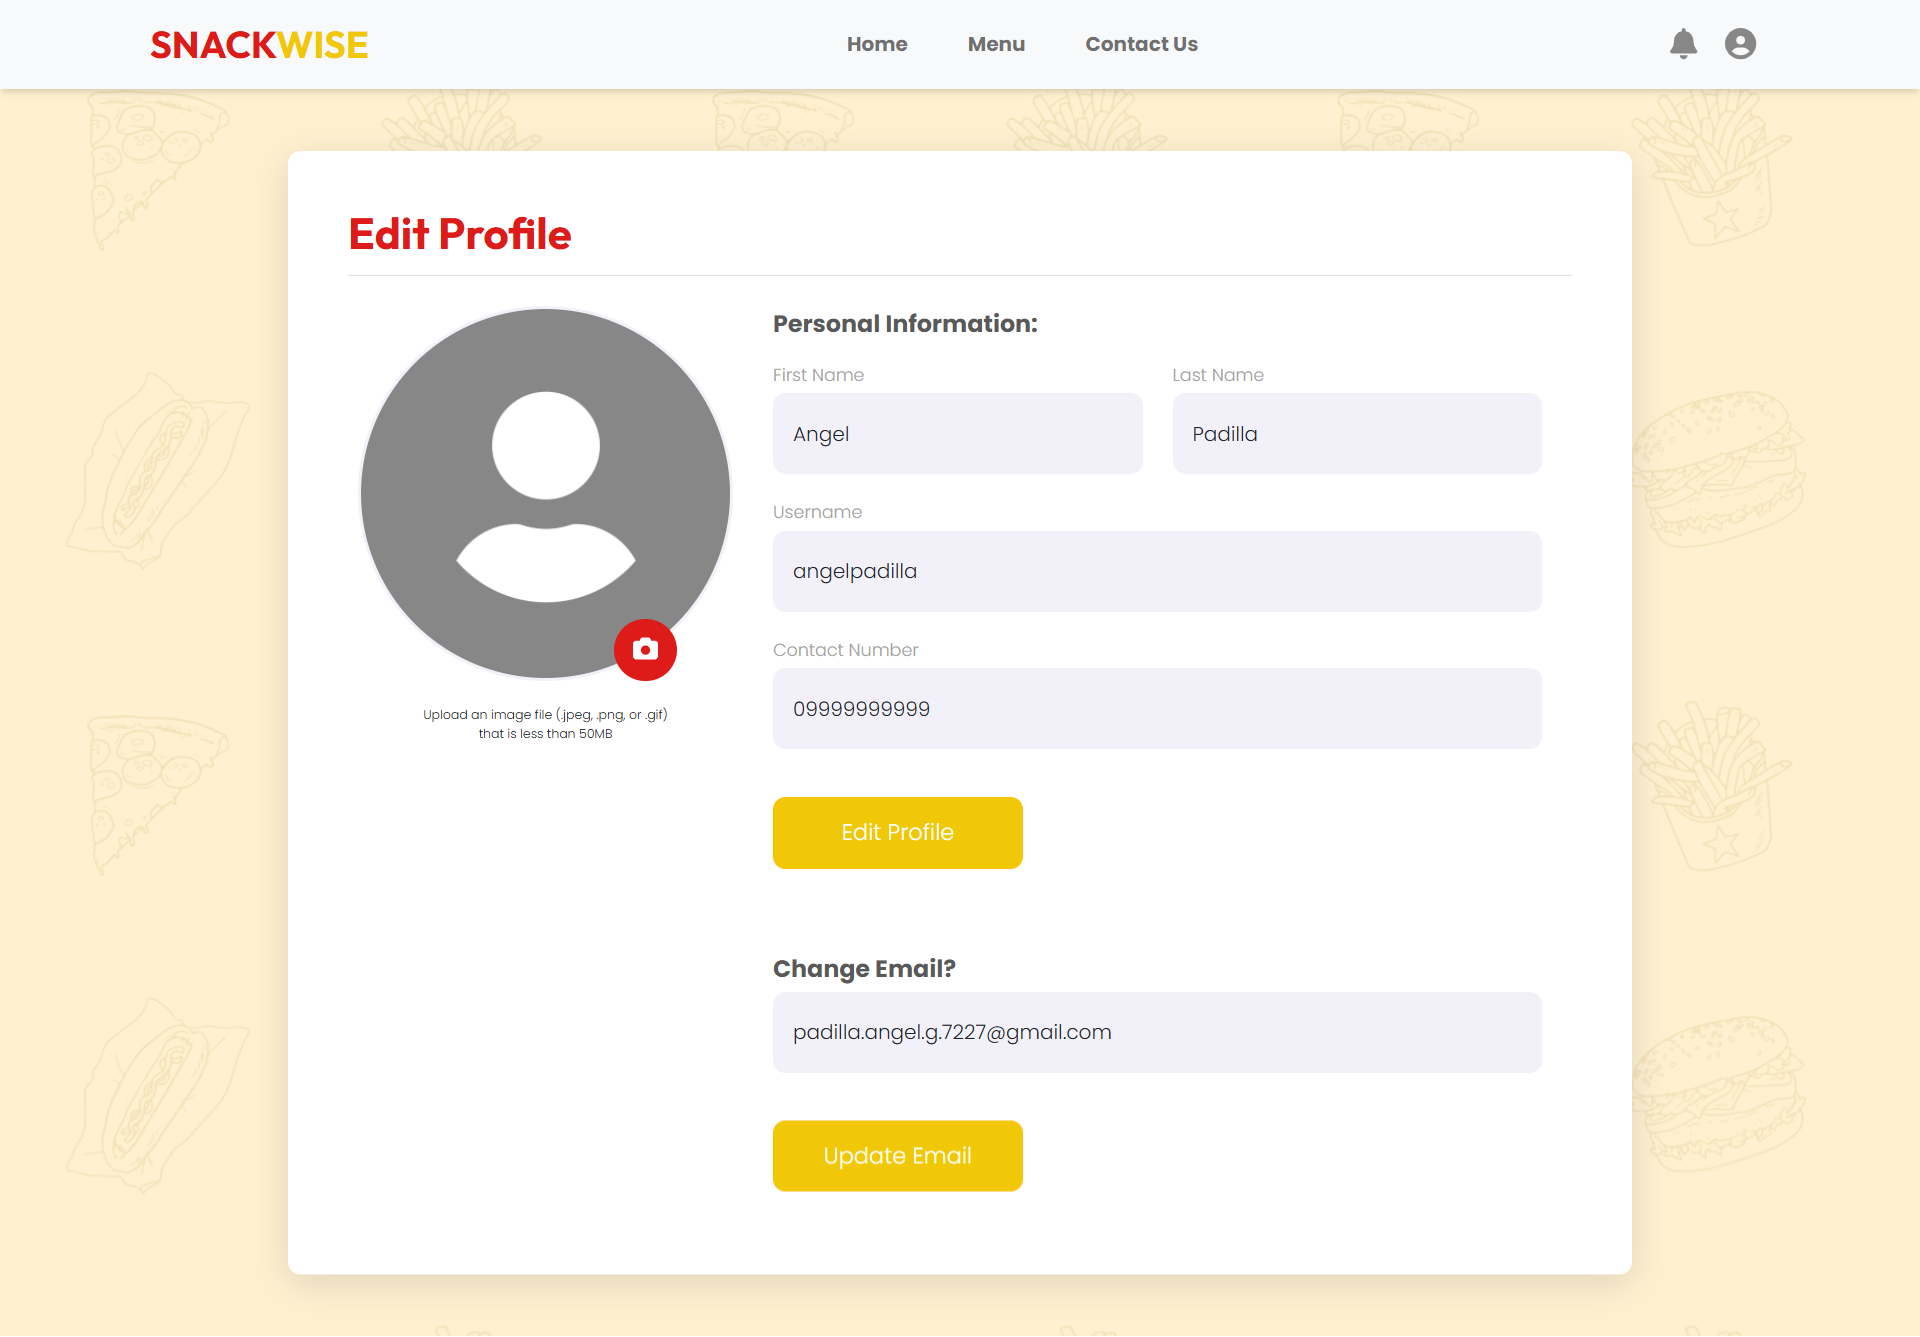 SNACKWISE
Home Menu Contact Us
Edit Profile
Personal Information:
First Name Last Name
Angel Padilla
Username
angelpadilla
Contact Number
09999999999
Upload an image file (.jpeg, .png, or .gif)
that is less than 50MB
Edit Profile
Change Email?
padilla.angel.g.7227@gmail.com
Update Email